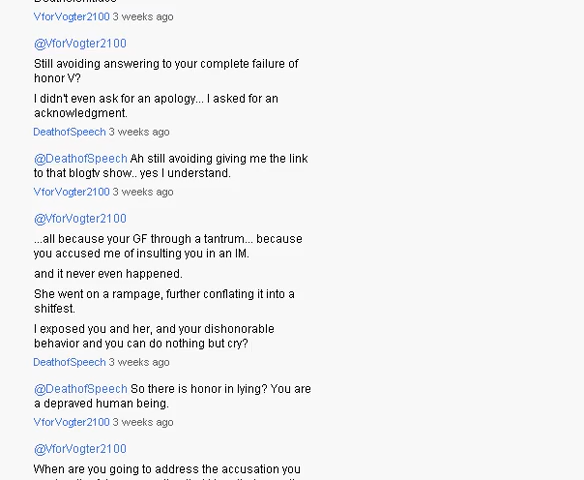 VforVogter2100 3 weeks ago
@VforVogter2100
Still avoiding answering to your complete failure of
honor V?
I didn't even ask for an apology... I asked for an
acknowledgment.
DeathofSpeech 3 weeks ago
@DeathofSpeech Ah still avoiding giving me the link
to that blogtv show.. yes I understand.
VforVogter2100 3 weeks ago
@VforVogter2100
...all because your GF through a tantrum... because
you accused me of insulting you in an IM.
and it never even happened.
She went on a rampage, further conflating it into a
shitfest.
I exposed you and her, and your dishonorable
behavior and you can do nothing but cry?
DeathofSpeech 3 weeks ago
@DeathofSpeech So there is honor in lying? You are
a depraved human being.
VforVogter2100 3 weeks ago
@VforVogter2100
When are you going to address the accusation you